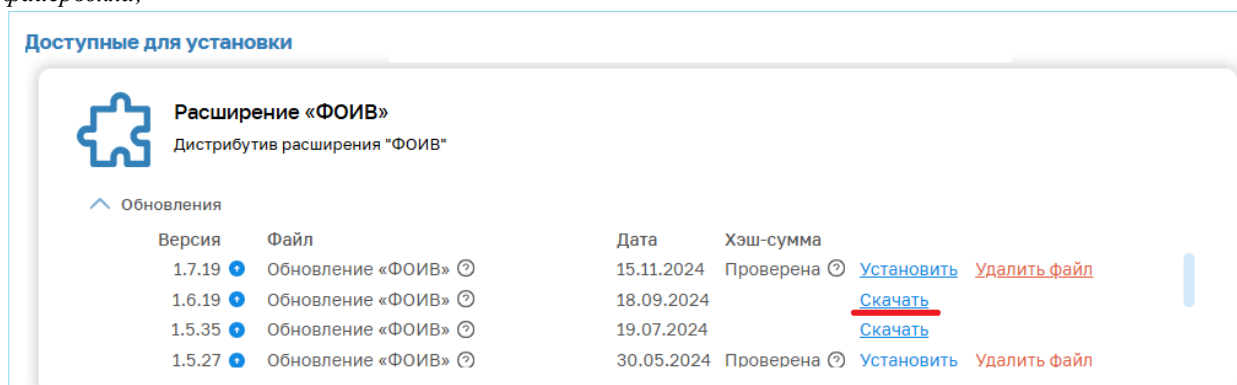 Доступные для установки
Расширение «ФОИВ»
Дистрибутив расширения "ФОИВ"
Обновления
Версия Файл Дата Хэш-сумма
1.7.19 Обновление «ФОИВ» ? 15.11.2024 Проверена ? Установить Удалить файл
1.6.19 Обновление «ФОИВ» ? 18.09.2024 Скачать
1.5.35 Обновление «ФОИВ» ? 19.07.2024 Скачать
1.5.27 Обновление «ФОИВ» ? 30.05.2024 Проверена ? Установить Удалить файл